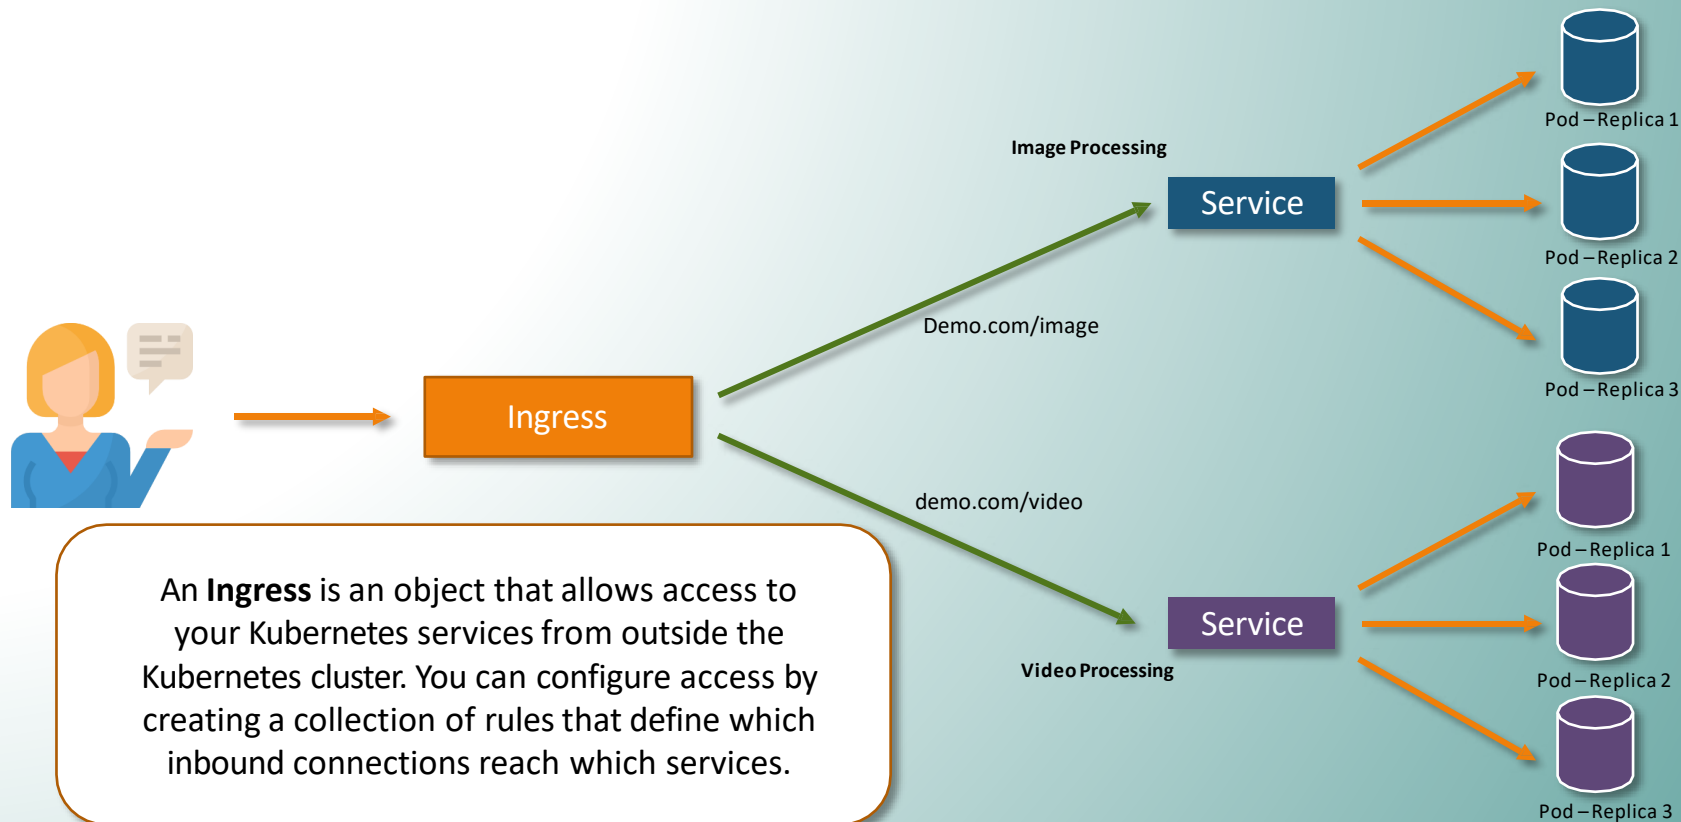 Pod – Replica 1
Image Processing
Service
Pod – Replica 2
Demo.com/image
Pod – Replica 3
Ingress
demo.com/video
Pod – Replica 1
Service
Video Processing
Pod – Replica 2
Pod – Replica 3
An Ingress is an object that allows access to
your Kubernetes services from outside the
Kubernetes cluster. You can configure access by
creating a collection of rules that define which
inbound connections reach which services.